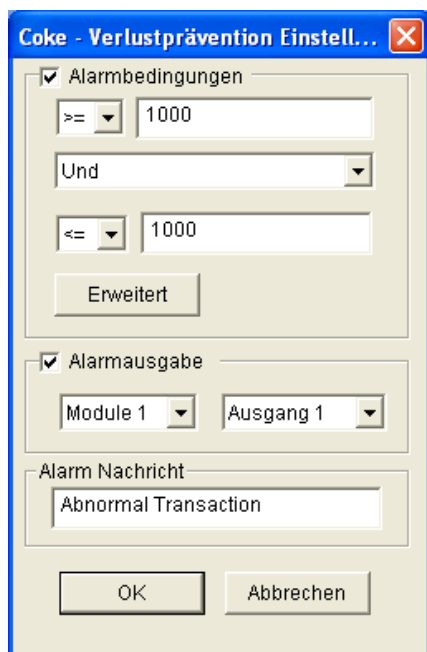 Coke - Verlustprävention Einstell...
Alarmbedingungen
>= 1000
Und
<= 1000
Erweitert
Alarmausgabe
Module 1 Ausgang 1
Alarm Nachricht
Abnormal Transaction
OK Abbrechen